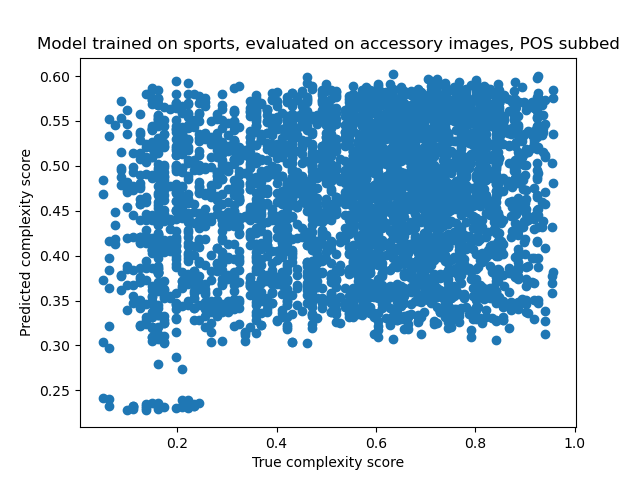 Model trained on sports, evaluated on accessory images, POS subbed
0.60
0.55
0.50
0.45
0.40
0.35
0.30
0.25
Predicted complexity score
0.2 0.4 0.6 0.8 1.0
True complexity score